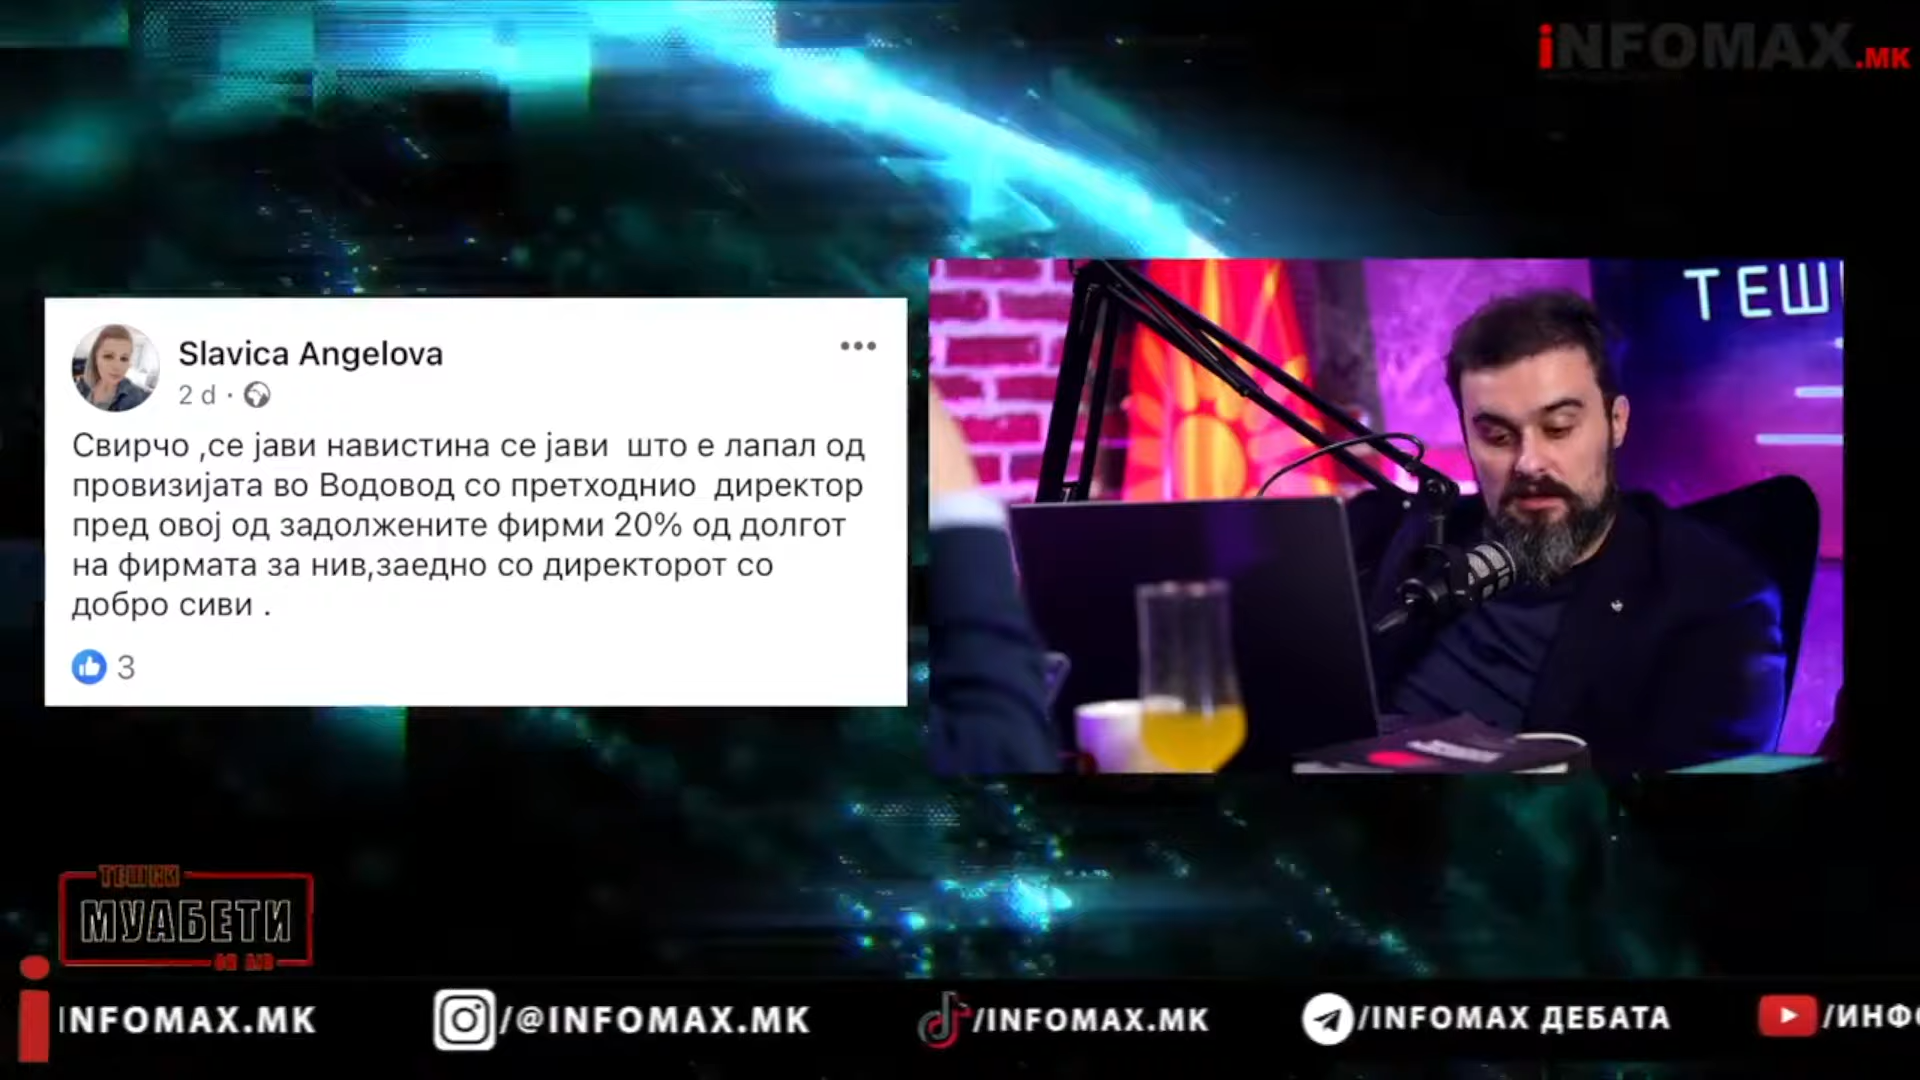 iNFOMAX.МК
Slavica Angelova
2 d ·
Свирчо ,се јави навистина се јави што е лапал од
провизијата во Водовод со претходнио директор
пред овој од задолжените фирми 20% од долгот
на фирмата за нив,заедно со директорот со
добро сиви .
3
ТЕШ
ТЕШКИ
МУАБЕТИ
INFOMAX.MK
/@INFOMAX.MK
/INFOMAX.MK
/INFOMAX ДЕБАТА
/ИНФО